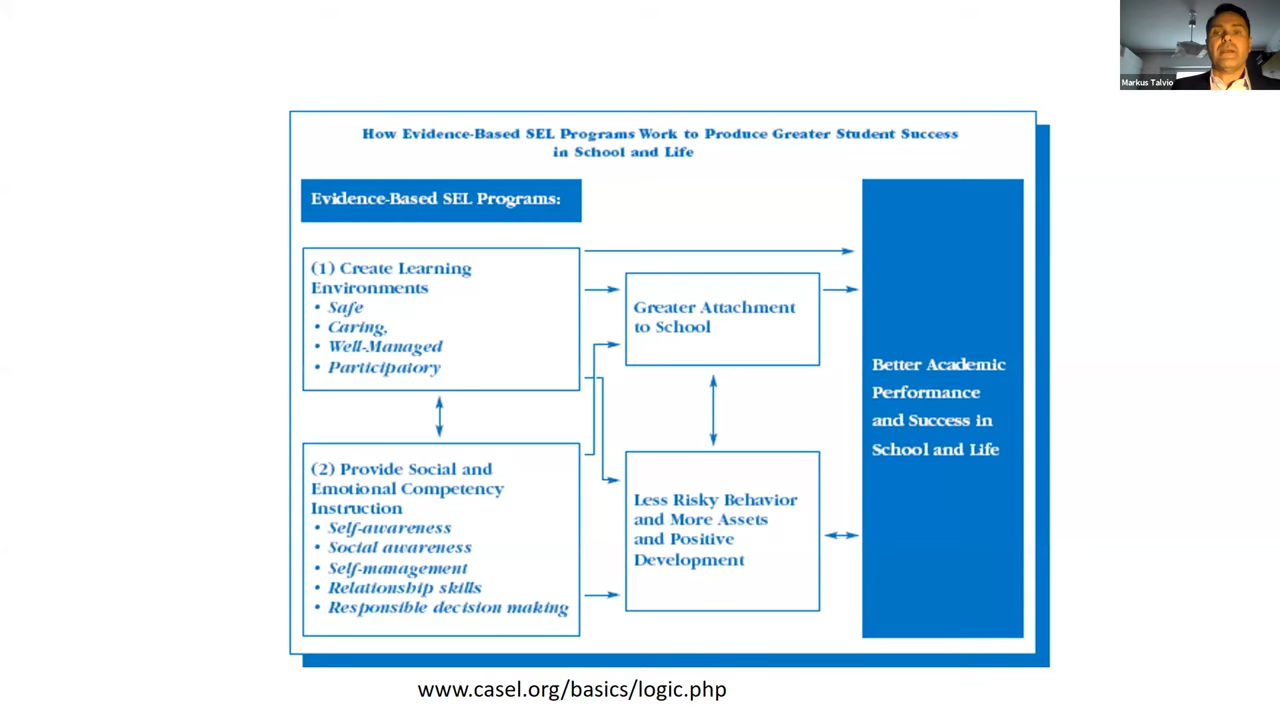 Markus Talvio
How Evidence-Based SEL Programs Work to Produce Greater Student Success
in School and Life
Evidence-Based SEL Programs:
(1) Create Learning
Environments
• Safe
• Caring,
• Well-Managed
• Participatory
Greater Attachment
to School
(2) Provide Social and
Emotional Competency
Instruction
• Self-awareness
• Social awareness
• Self-management
• Relationship skills
• Responsible decision making
Less Risky Behavior
and More Assets
and Positive
Development
Better Academic
Performance
and Success in
School and Life
www.casel.org/basics/logic.php